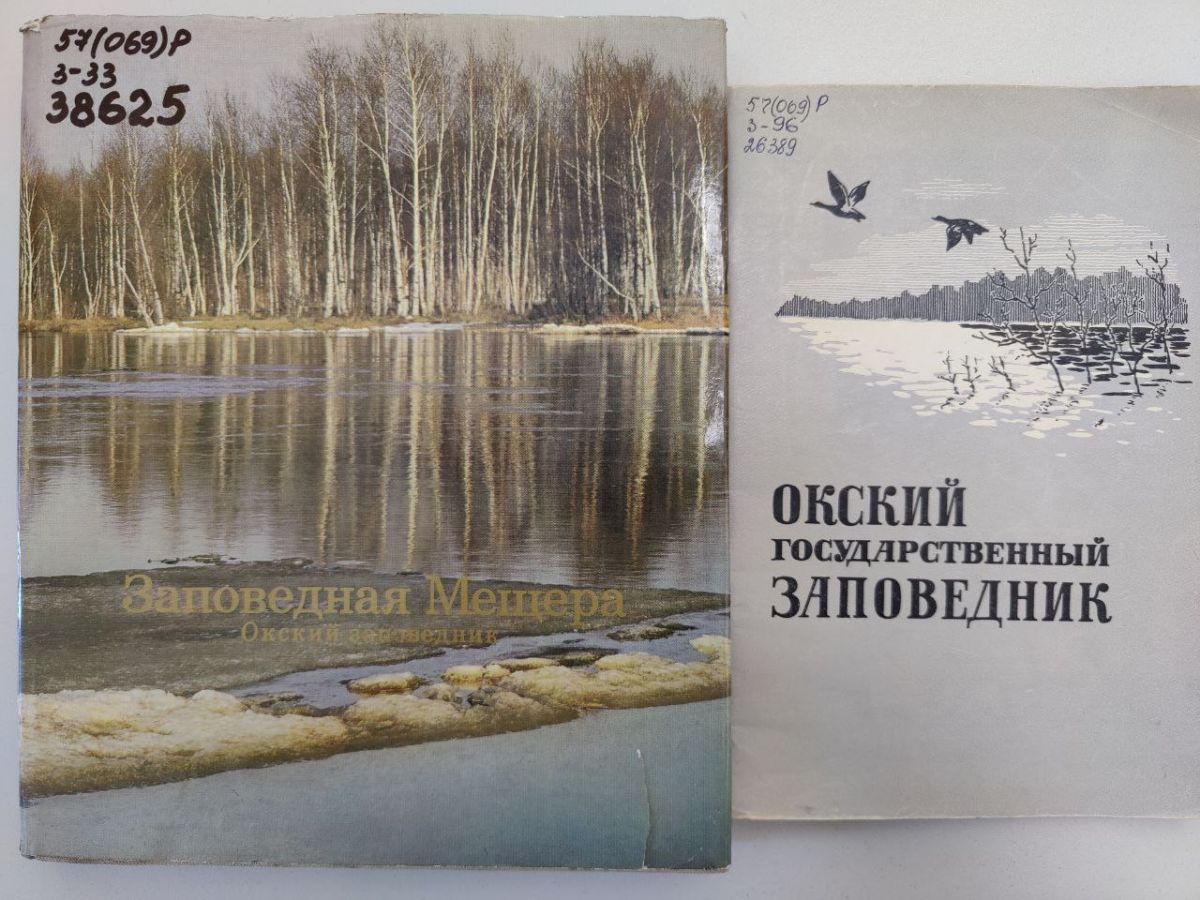 57(069)Р
З-33
38625
Заповедная Мещера
Окский заповедник
57(069)Р
З-96
26389
ОКСКИЙ
ГОСУДАРСТВЕННЫЙ
ЗАПОВЕДНИК